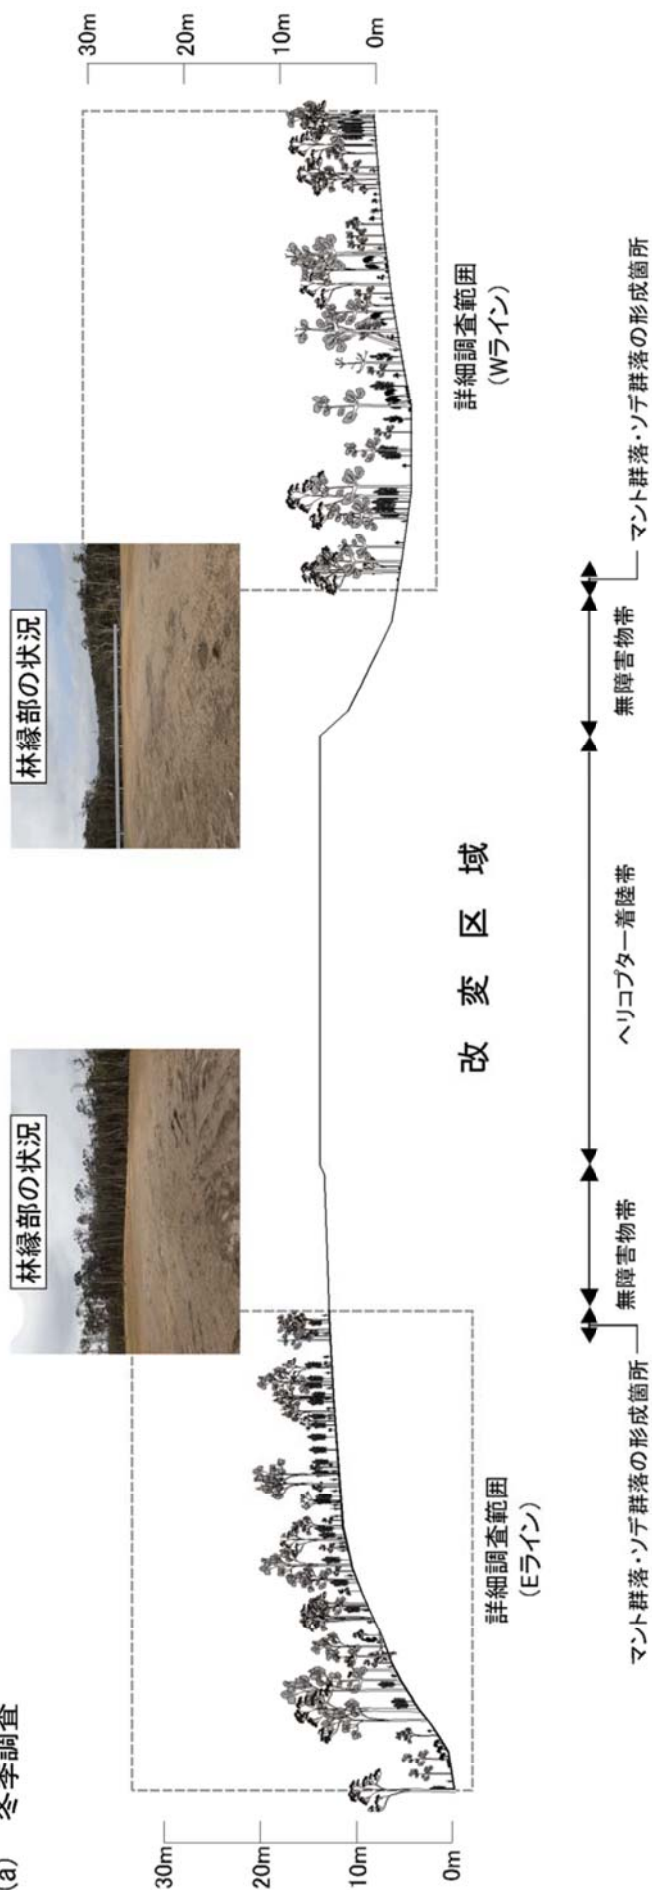 (a) 冬季調査
30m
20m
10m
0m
林縁部の状況
林縁部の状況
30m
20m
10m
0m
詳細調査範囲
(Eライン)
改変区域
詳細調査範囲
(Wライン)
無障害物帯
ヘリコプター着陸帯
無障害物帯
マント群落・ソデ群落の形成箇所
マント群落・ソデ群落の形成箇所